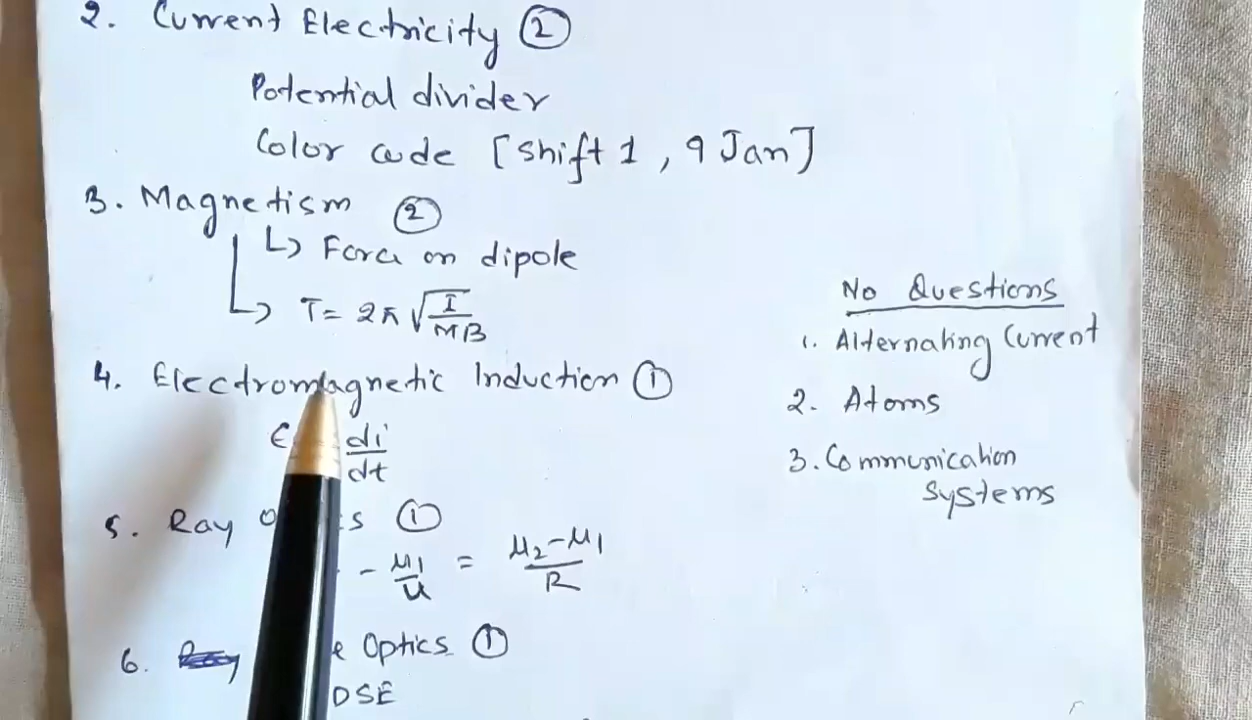 2. Current Electricity ②
Potential divider
Color code [Shift 1, 9 Jan]
3. Magnetism ②
↳ Force on dipole
↳ T = 2π √(I/MB)
4. Electromagnetic Induction ①
di/dt
5. Ray ①
- μ1/u = μ2-μ1/R
6. Optics ①
No Questions
1. Alternating Current
2. Atoms
3. Communication
Systems